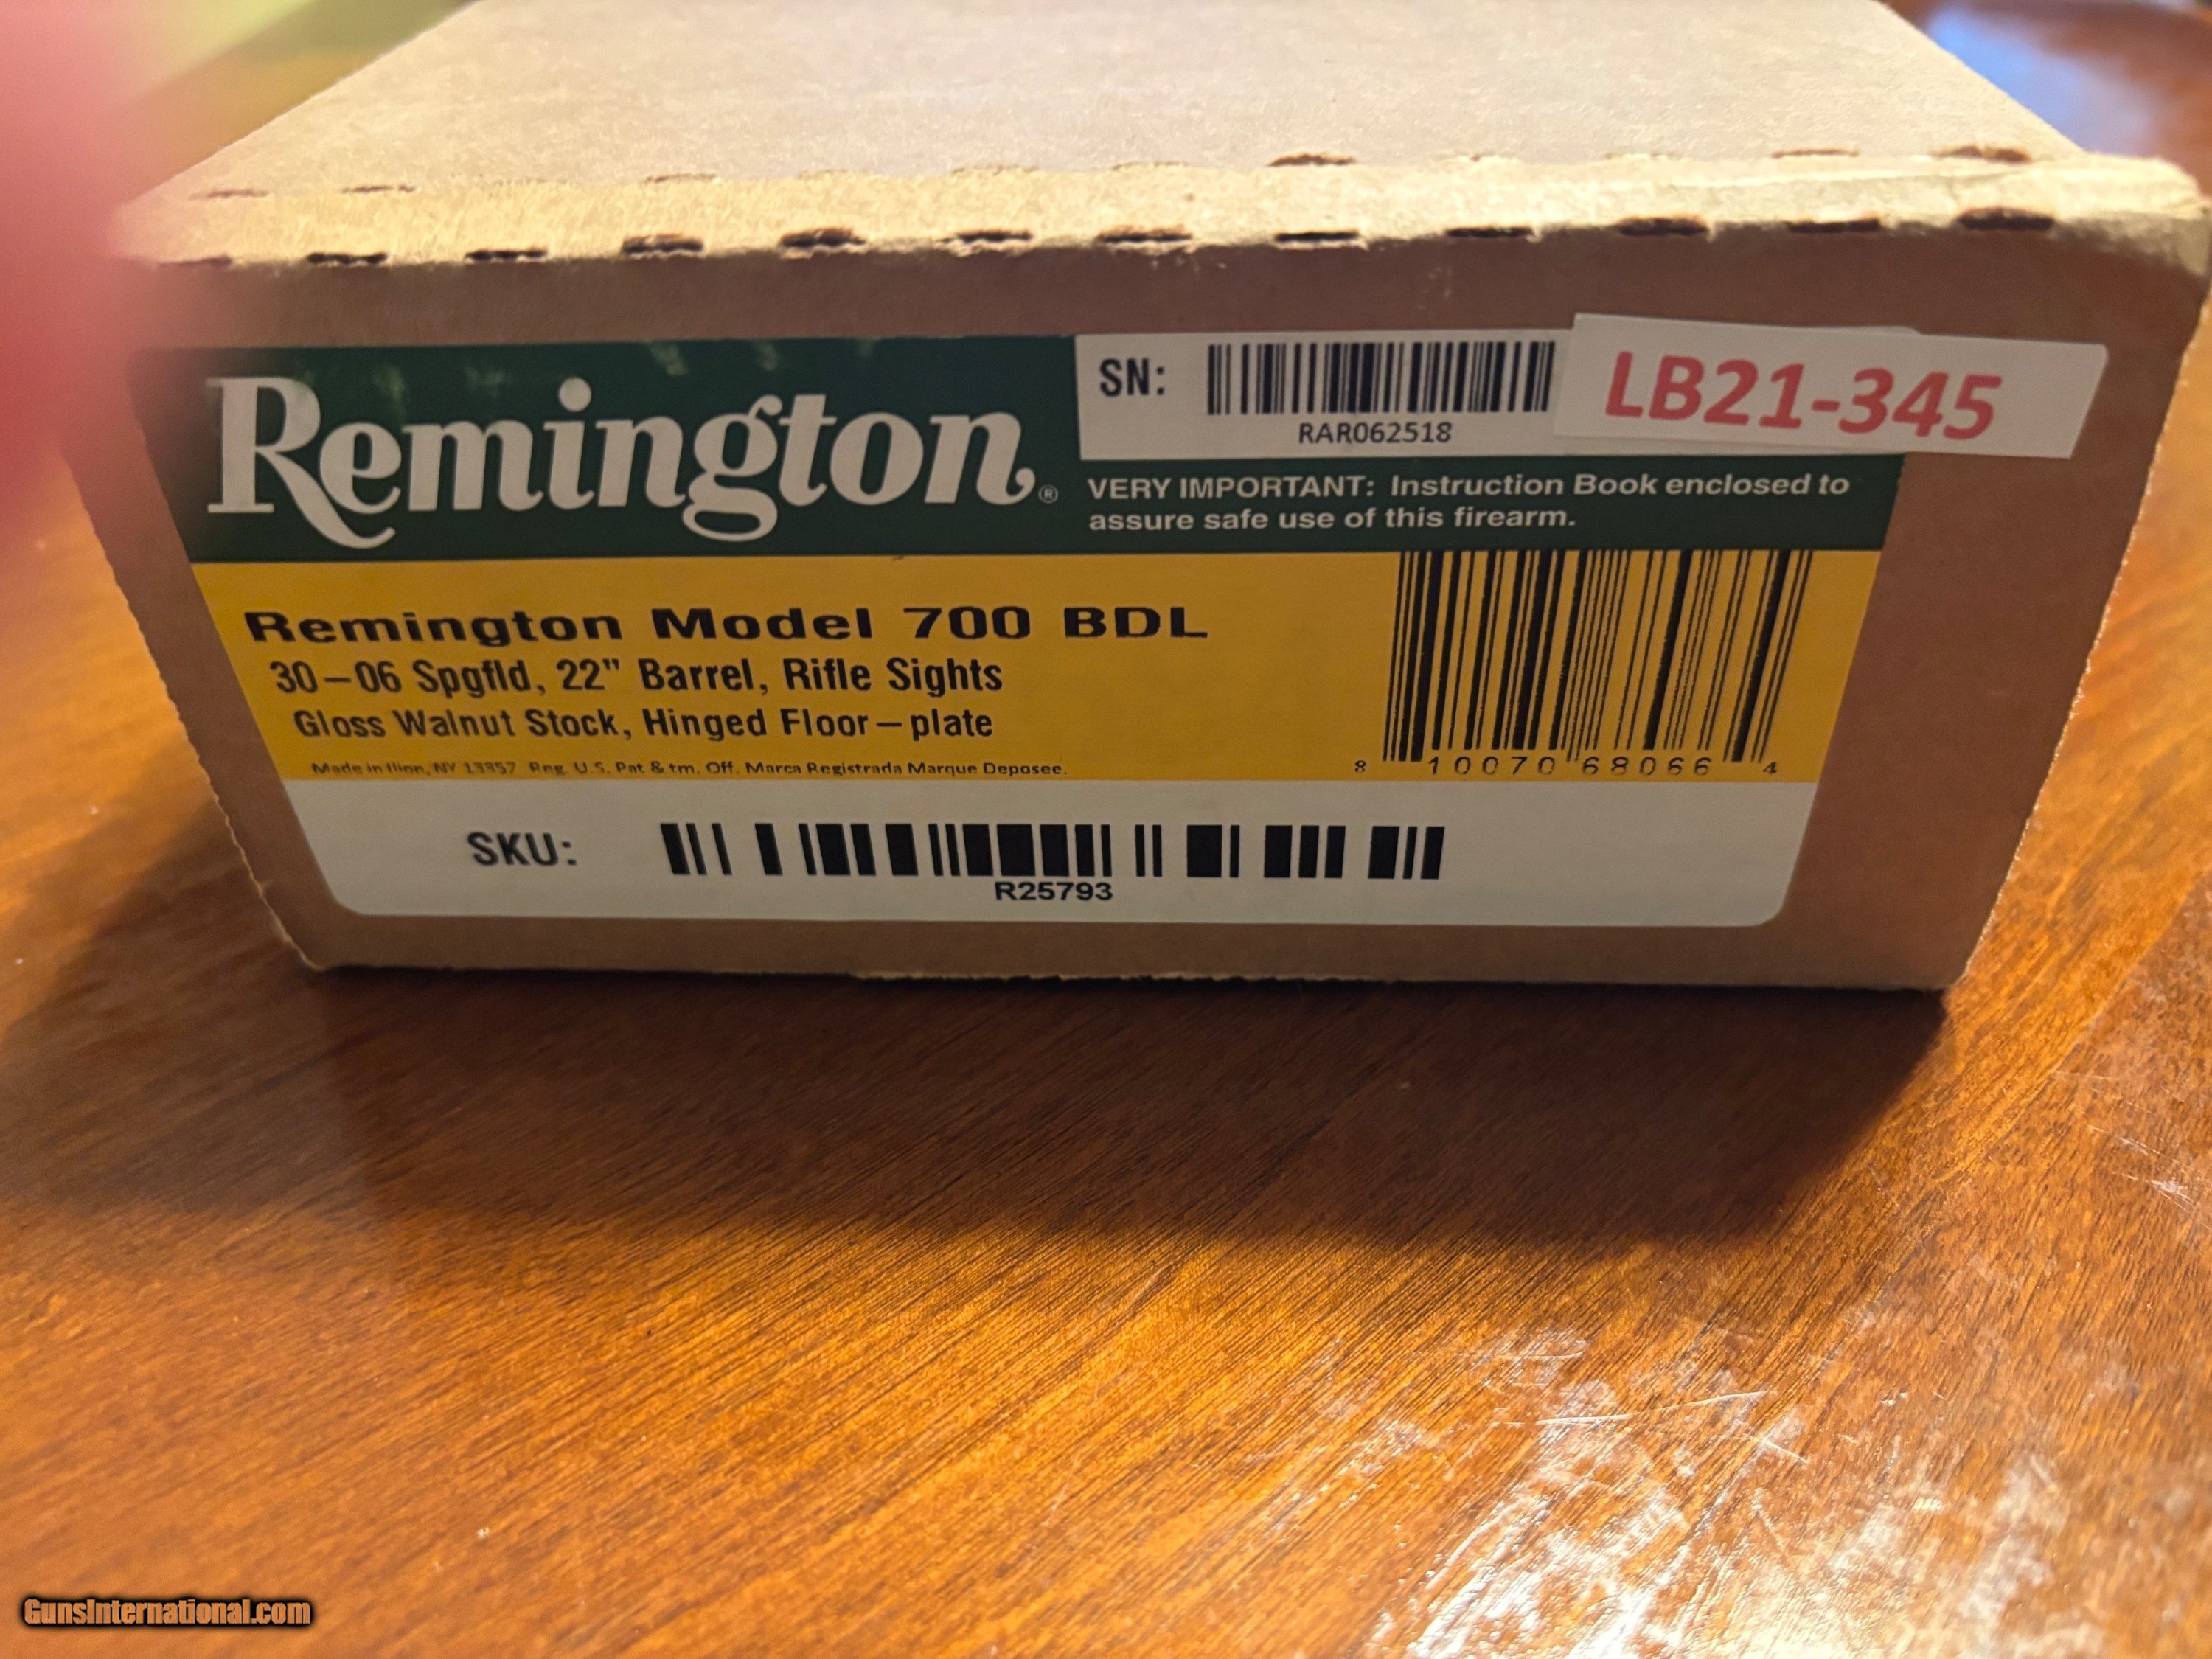 Remington®
SN:
RAR062518
LB21-345
VERY IMPORTANT: Instruction Book enclosed to
assure safe use of this firearm.
Remington Model 700 BDL
30-06 Spgfld, 22" Barrel, Rifle Sights
Gloss Walnut Stock, Hinged Floor-plate
Made in Ilion, NY 13357 Reg. U.S. Pat & tm. Off. Marca Registrada Marque Deposee.
8 10070 68066 4
SKU:
R25793
GunsInternational.com